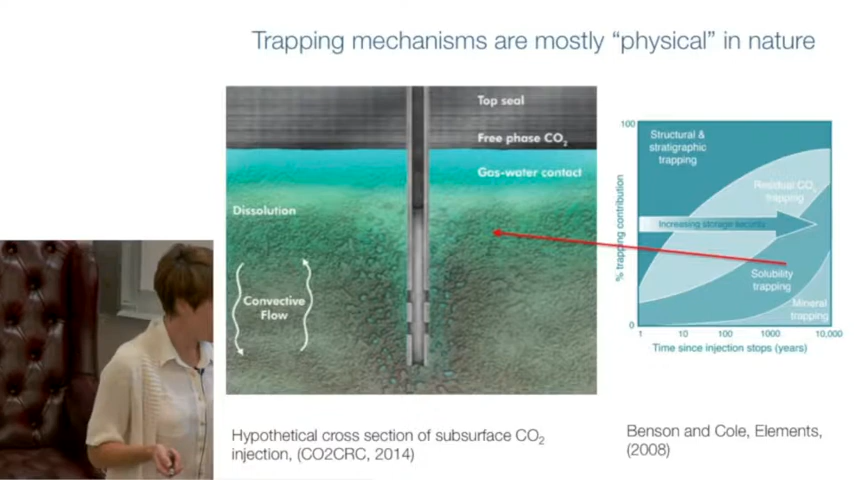 Trapping mechanisms are mostly “physical” in nature
Top seal
Free phase CO₂
Gas-water contact
Dissolution
Convective
Flow
Hypothetical cross section of subsurface CO₂
injection, (CO2CRC, 2014)
100
Structural &
stratigraphic
trapping
Residual CO₂
trapping
Increasing storage security
% trapping contribution
Solubility
trapping
Mineral
trapping
0
1 10 100 1000 10,000
Time since injection stops (years)
Benson and Cole, Elements,
(2008)